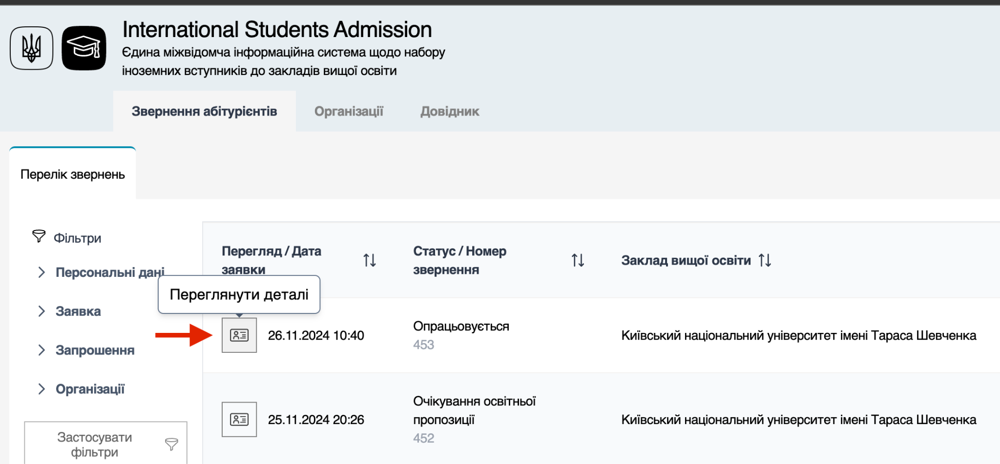 International Students Admission
Єдина міжвідомча інформаційна система щодо набору
іноземних вступників до закладів вищої освіти
Звернення абітурієнтів
Організації
Довідник
Перелік звернень
Фільтри
Персональні дані
Заявка
Запрошення
Організації
Застосувати
фільтри
Перегляд / Дата
заявки
Статус / Номер
звернення
Заклад вищої освіти
Переглянути деталі
26.11.2024 10:40
Опрацьовується
453
Київський національний університет імені Тараса Шевченка
25.11.2024 20:26
Очікування освітньої
пропозиції
452
Київський національний університет імені Тараса Шевченка